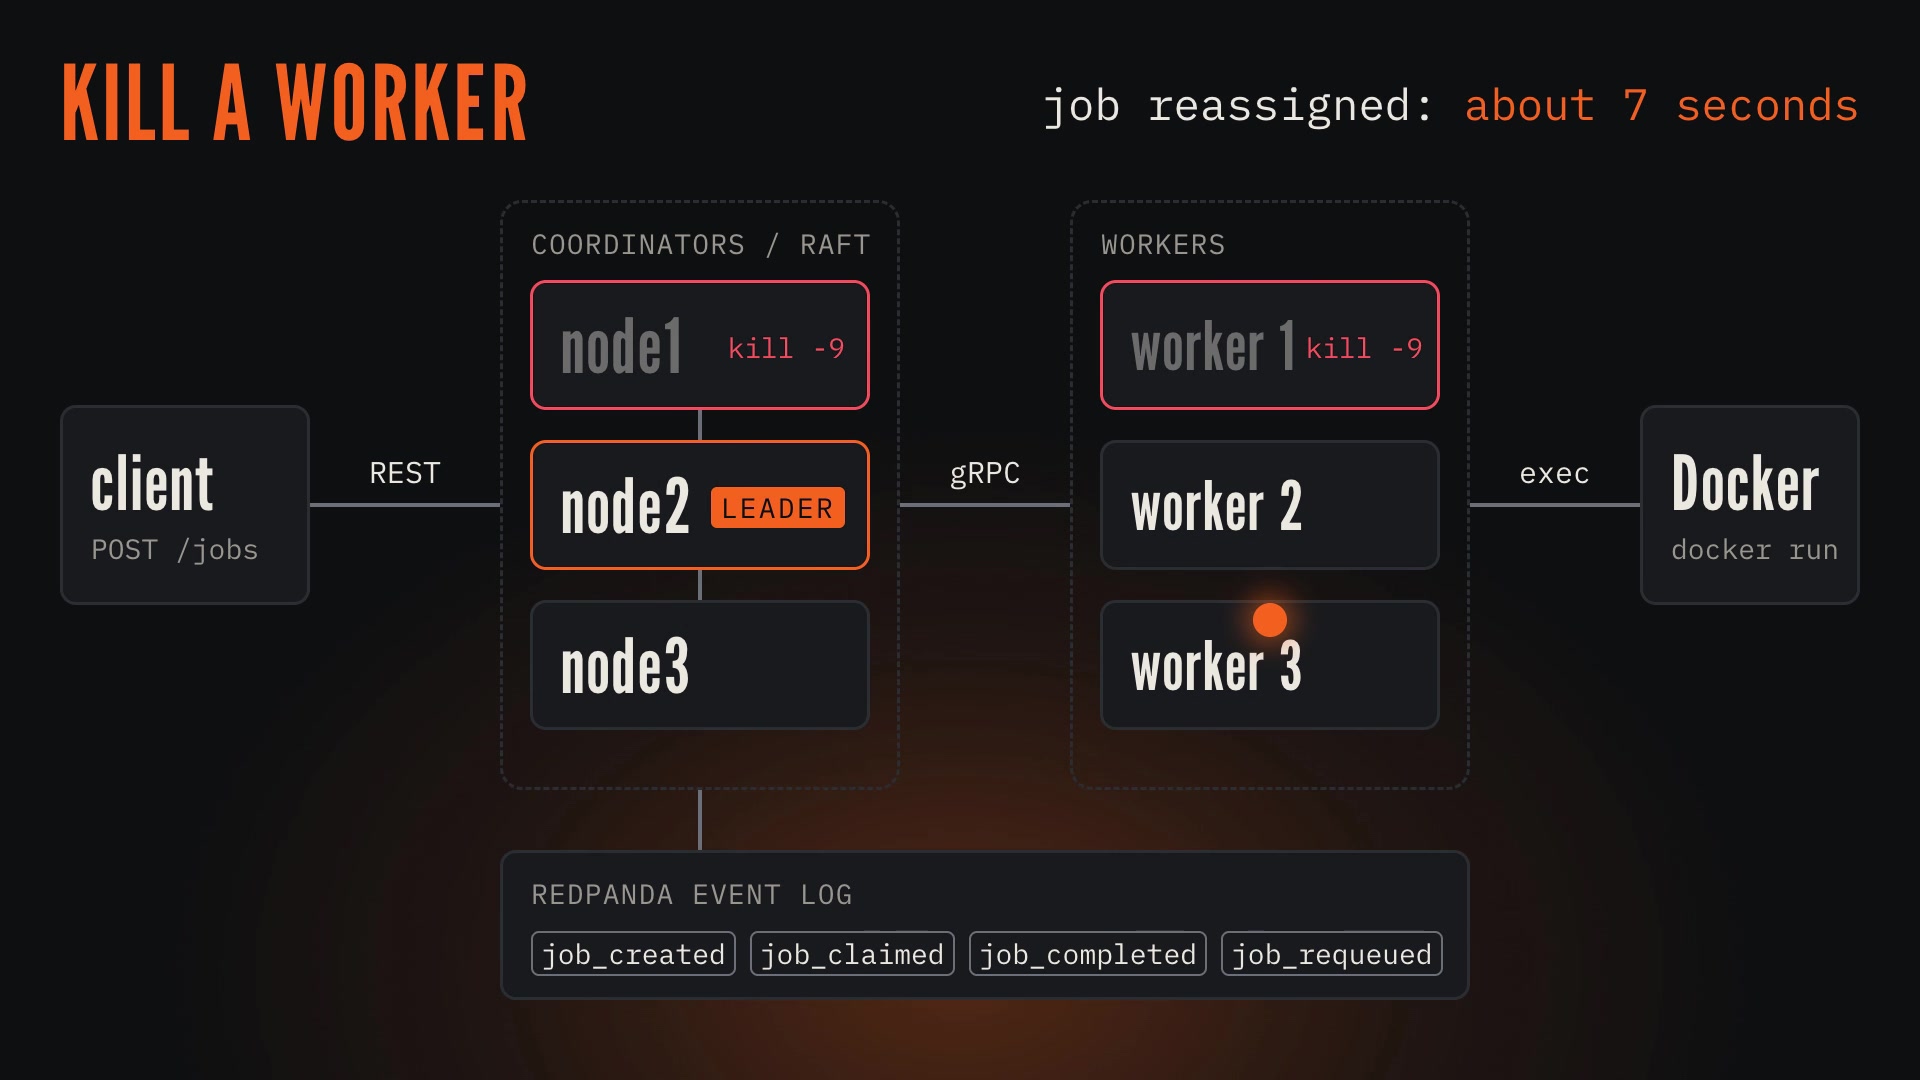 KILL A WORKER
job reassigned: about 7 seconds
COORDINATORS / RAFT
node1 kill -9
node2 LEADER
node3
WORKERS
worker 1 kill -9
worker 2
worker 3
client
POST /jobs
REST
gRPC
exec
Docker
docker run
REDPANDA EVENT LOG
job_created job_claimed job_completed job_requeued